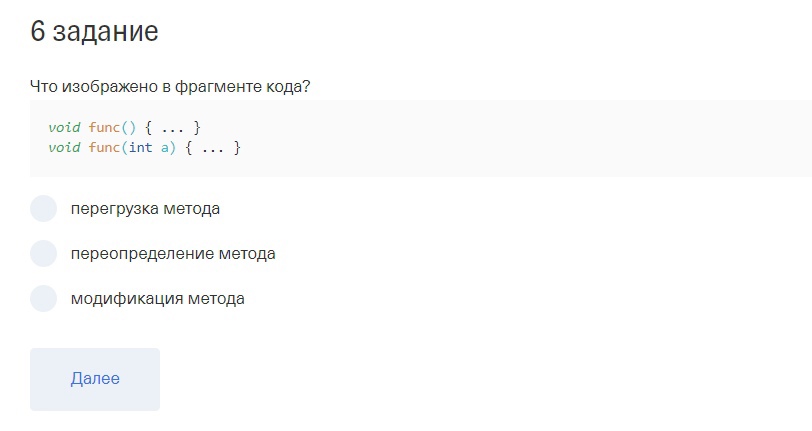 6 задание
Что изображено в фрагменте кода?
void func() { ... }
void func(int a) { ... }
перегрузка метода
переопределение метода
модификация метода
Далее